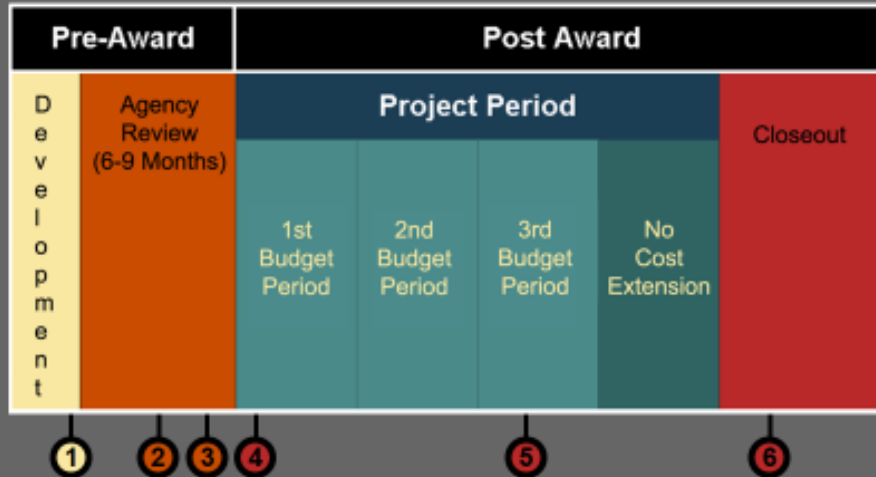 Pre-Award
Post Award
Development
Agency
Review
(6-9 Months)
Project Period
Closeout
1st
Budget
Period
2nd
Budget
Period
3rd
Budget
Period
No
Cost
Extension
1
2
3
4
5
6